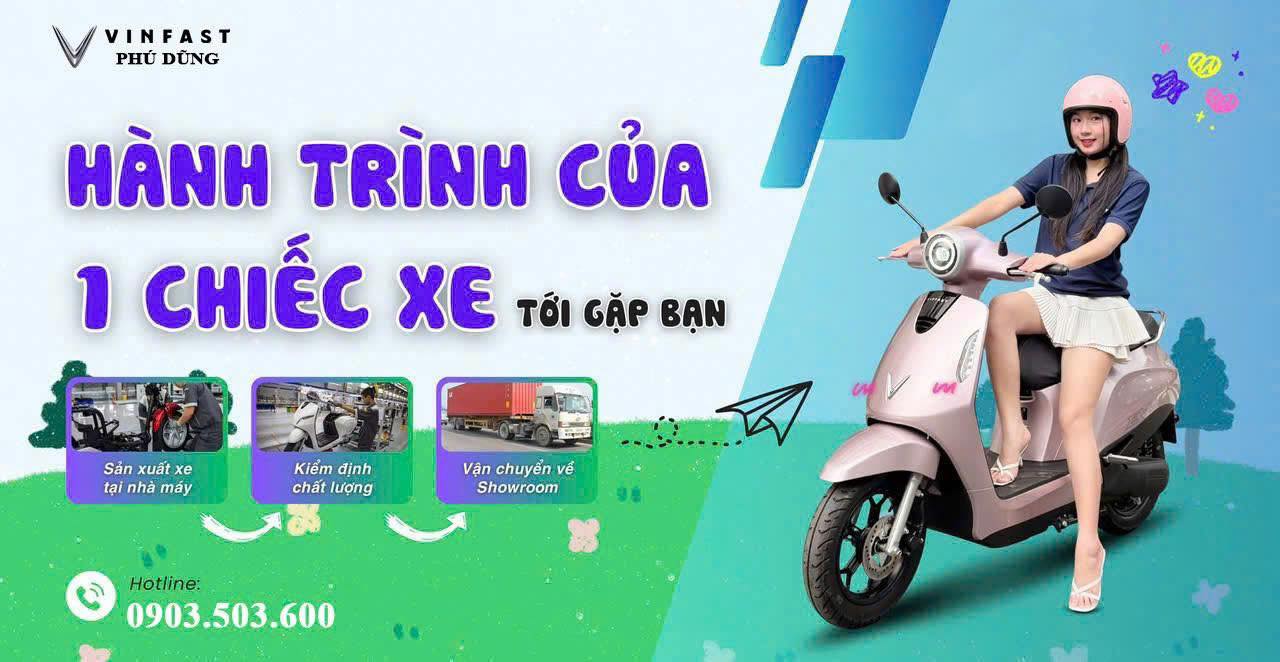 VINFAST
PHÚ DŨNG
HÀNH TRÌNH CỦA
1 CHIẾC XE TỚI GẶP BẠN
Sản xuất xe
tại nhà máy
Kiểm định
chất lượng
Vận chuyển về
Showroom
Hotline:
0903.503.600
VINFAST